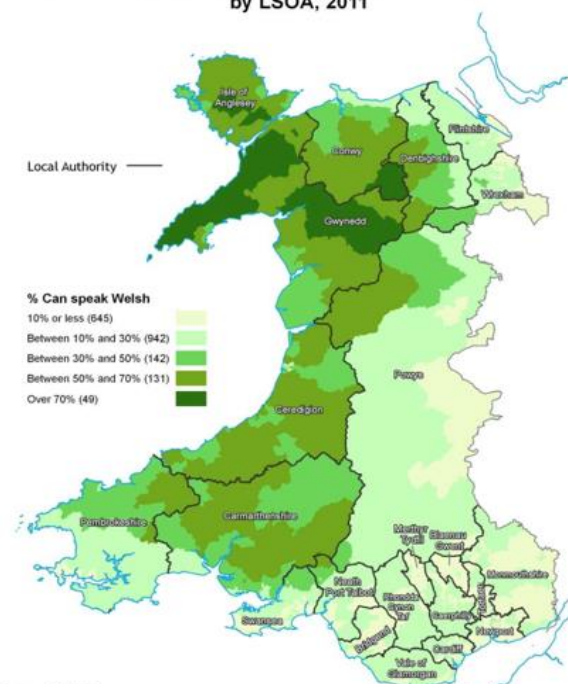 by LSOA, 2011
Isle of
Anglesey
Flintshire
Conwy
Denbighshire
Local Authority
Wrexham
Gwynedd
% Can speak Welsh
10% or less (645)
Between 10% and 30% (942)
Between 30% and 50% (142)
Between 50% and 70% (131)
Over 70% (49)
Powys
Ceredigion
Pembrokeshire
Carmarthenshire
Merthyr
Tydfil
Blaenau
Gwent
Monmouthshire
Neath
Port Talbot
Rhondda
Cynon
Taf
Caerphilly
Torfaen
Swansea
Bridgend
Newport
Cardiff
Vale of
Glamorgan